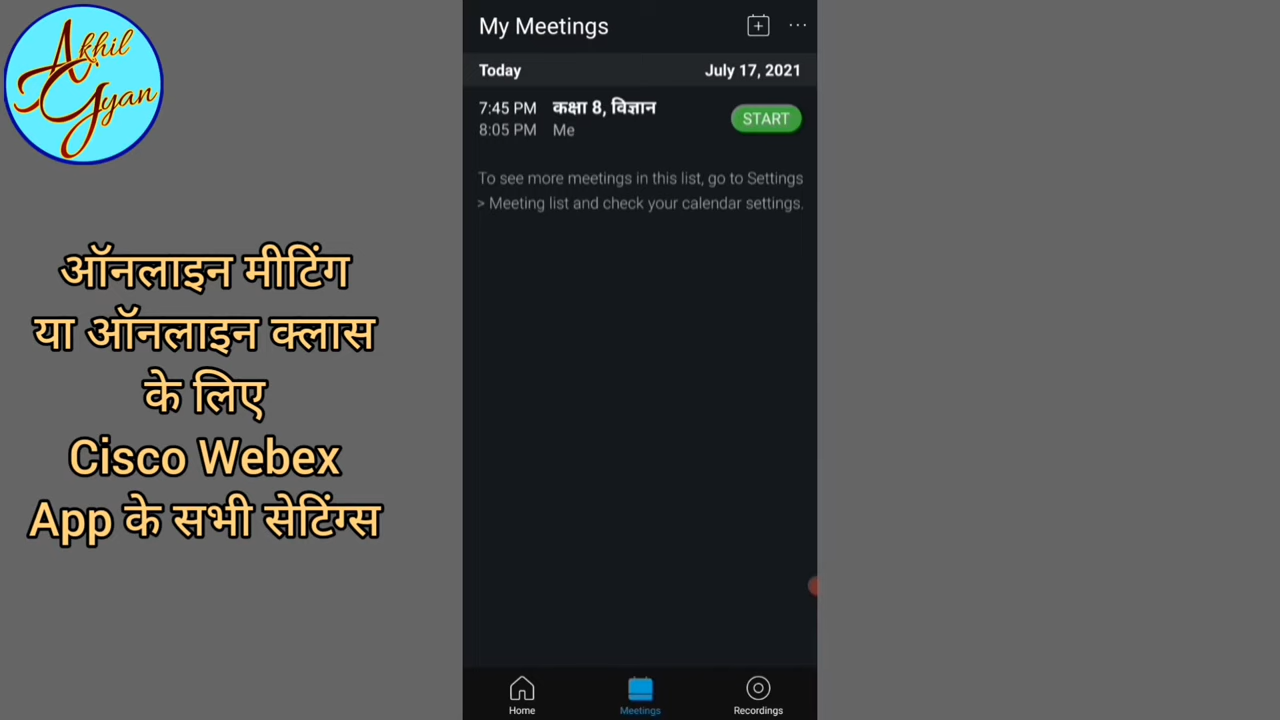 Akhil
Gyan
ऑनलाइन मीटिंग
या ऑनलाइन क्लास
के लिए
Cisco Webex
App के सभी सेटिंग्स
My Meetings
Today July 17, 2021
7:45 PM कक्षा 8, विज्ञान
8:05 PM Me
START
To see more meetings in this list, go to Settings
> Meeting list and check your calendar settings.
Home Meetings Recordings